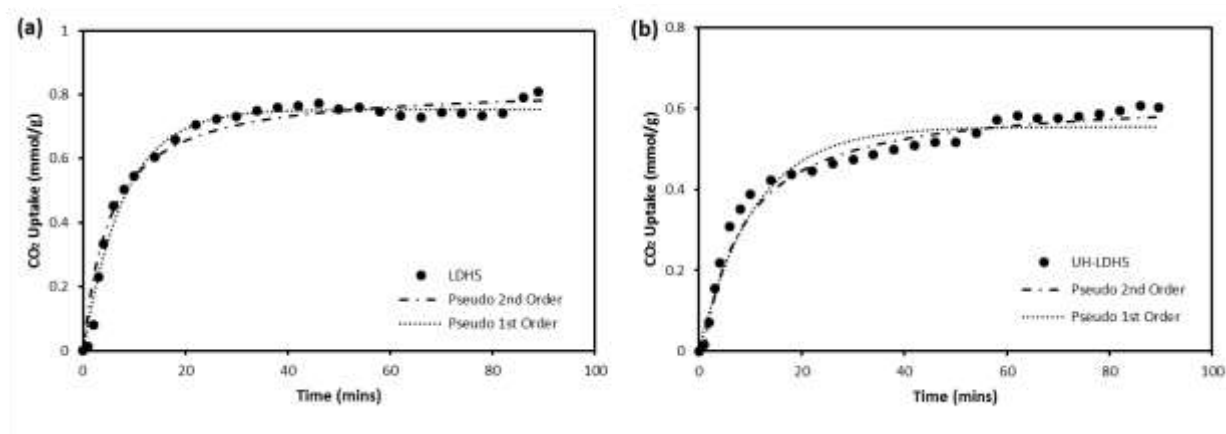 (a)
1
0.8
0.6
0.4
0.2
0
CO₂ Uptake (mmol/g)
0 20 40 60 80 100
Time (mins)
LDH5
Pseudo 2nd Order
Pseudo 1st Order
(b)
0.8
0.6
0.4
0.2
0
CO₂ Uptake (mmol/g)
0 20 40 60 80 100
Time (mins)
UH-LDH5
Pseudo 2nd Order
Pseudo 1st Order